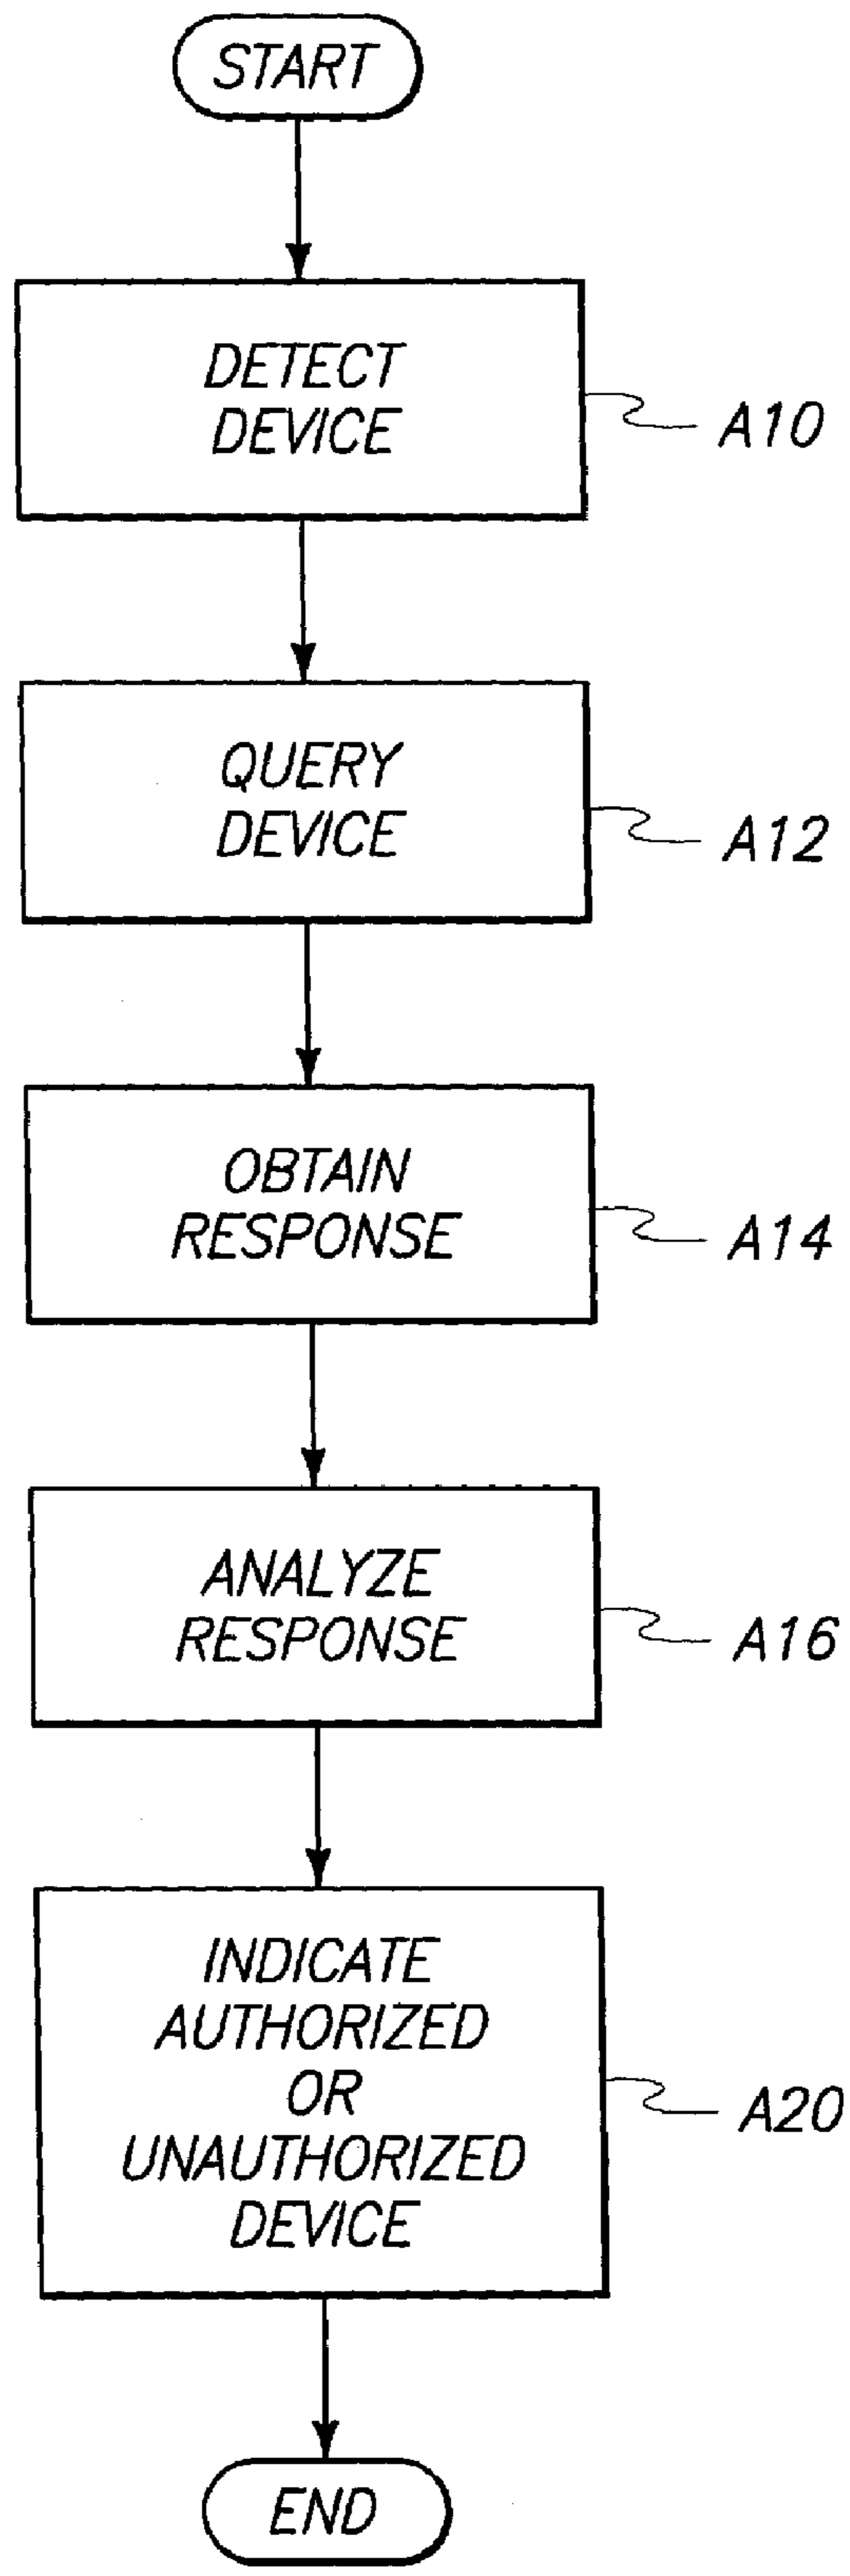 START
DETECT
DEVICE
A10
QUERY
DEVICE
A12
OBTAIN
RESPONSE
A14
ANALYZE
RESPONSE
A16
INDICATE
AUTHORIZED
OR
UNAUTHORIZED
DEVICE
A20
END